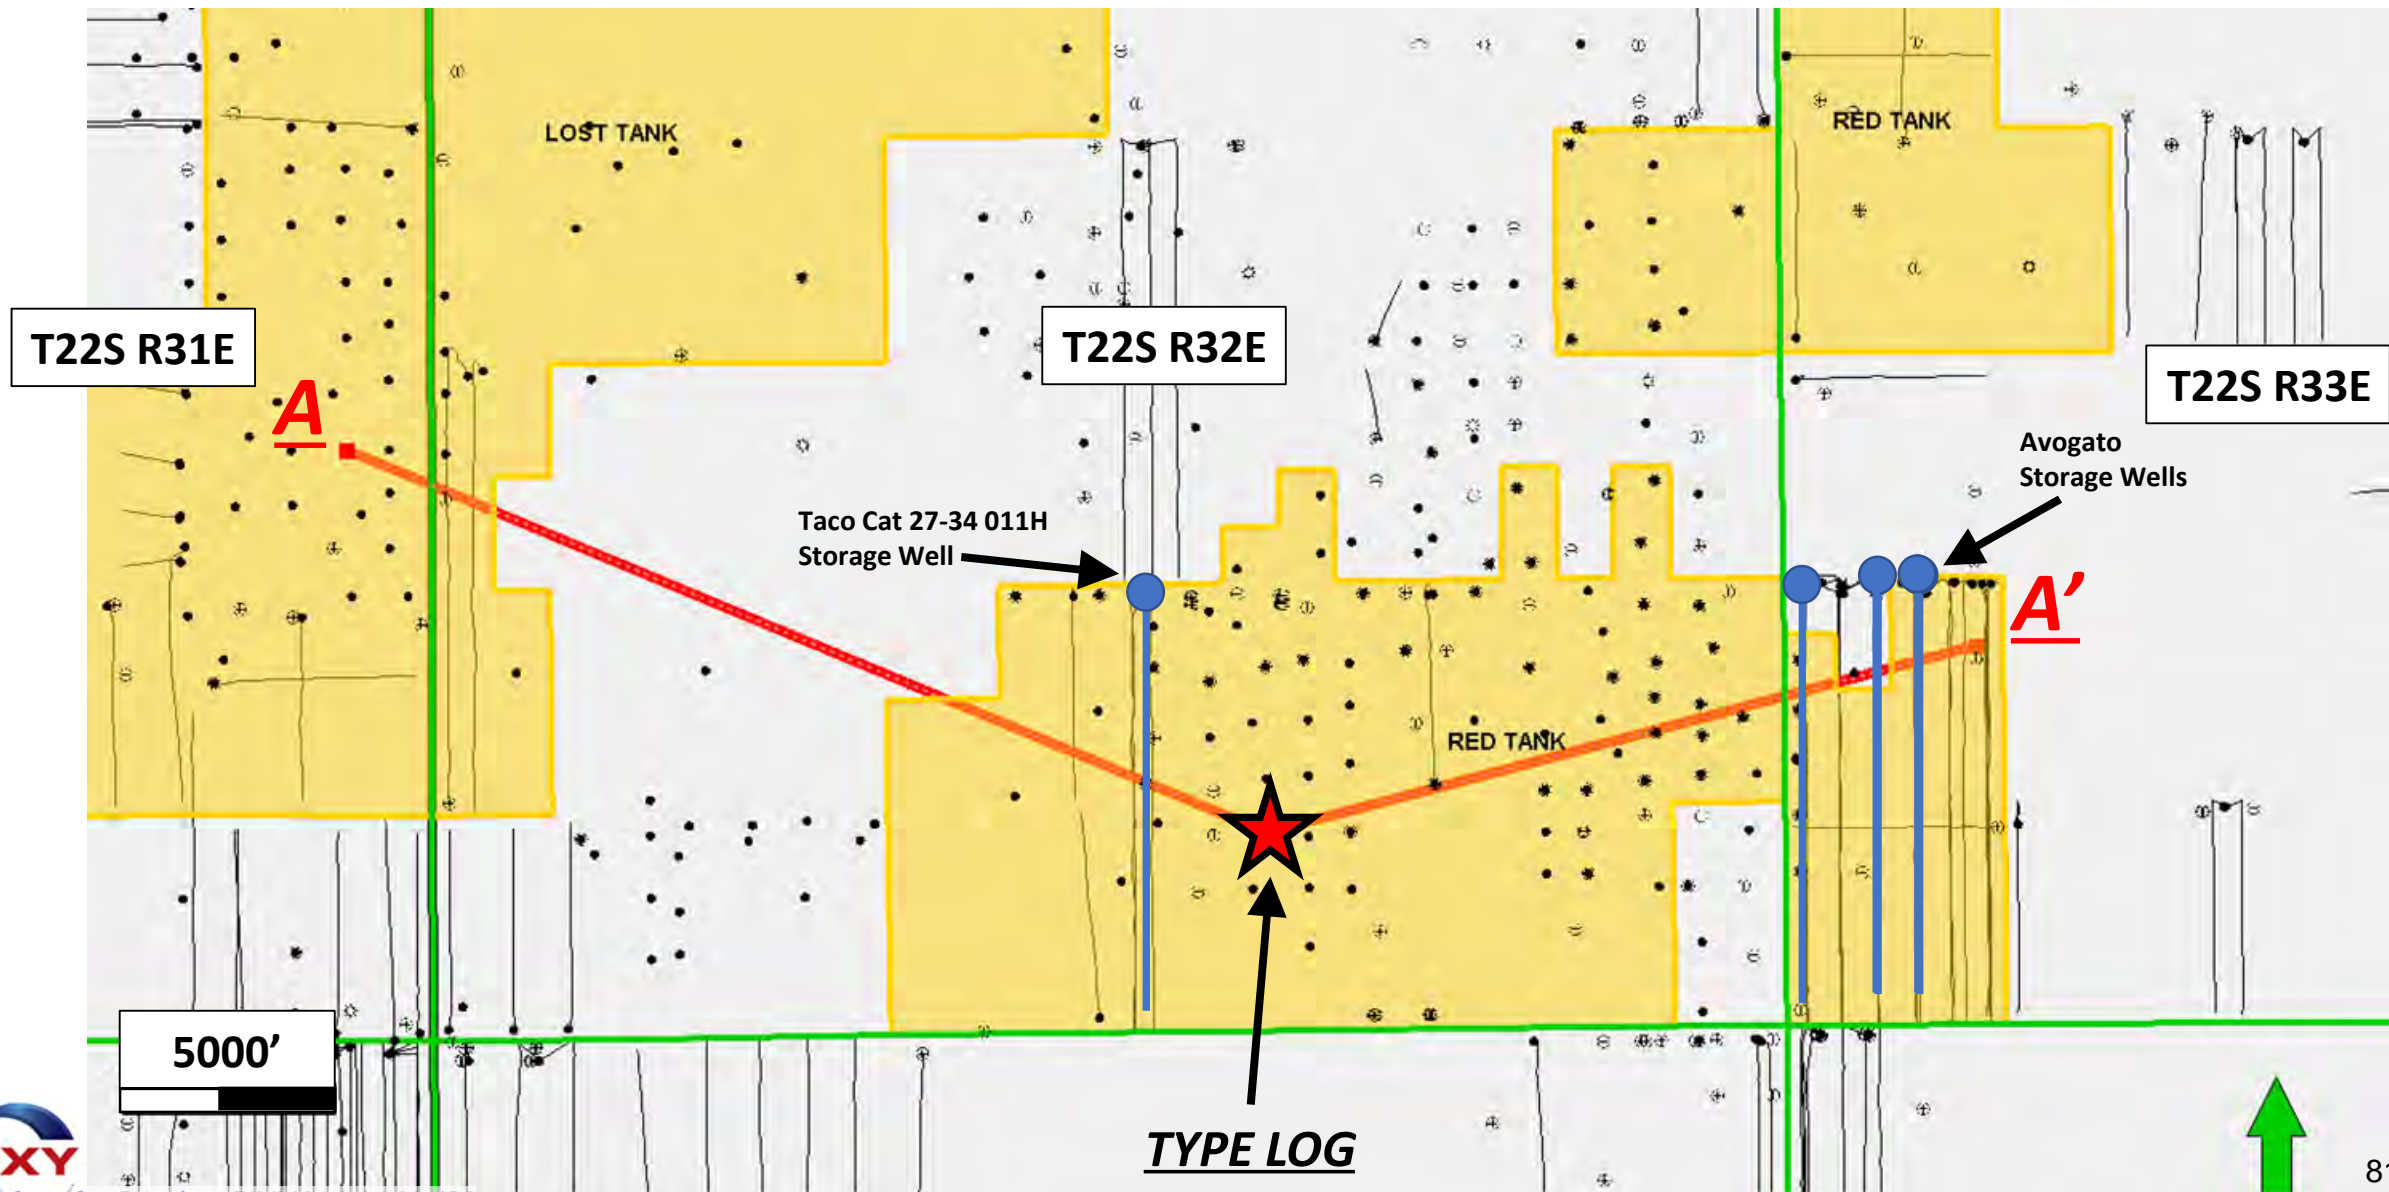 LOST TANK
RED TANK
T22S R31E
T22S R32E
T22S R33E
A
Avogato
Storage Wells
Taco Cat 27-34 011H
Storage Well
A’
RED TANK
5000’
TYPE LOG
XY
81